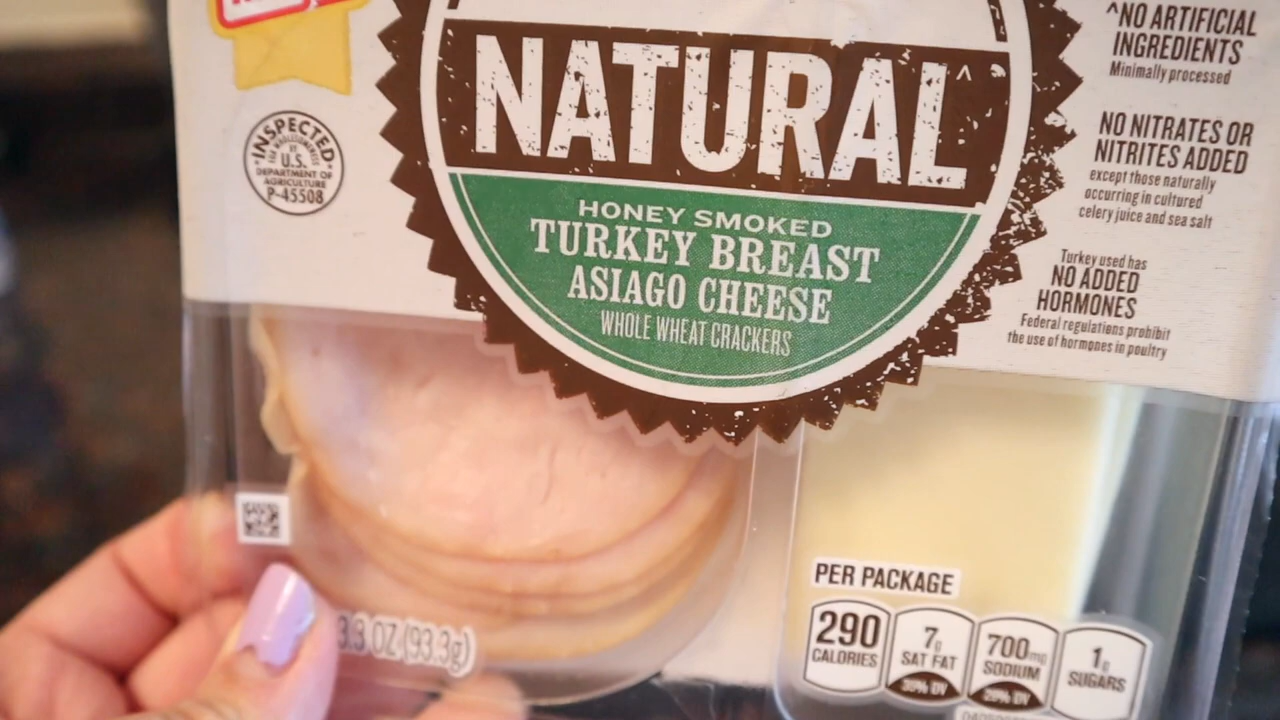 NATURAL^
HONEY SMOKED
TURKEY BREAST
ASIAGO CHEESE
WHOLE WHEAT CRACKERS
INSPECTED
FOR WHOLESOMENESS
BY
U.S.
DEPARTMENT OF
AGRICULTURE
P-45508
^NO ARTIFICIAL
INGREDIENTS
Minimally processed
NO NITRATES OR
NITRITES ADDED
except those naturally
occurring in cultured
celery juice and sea salt
Turkey used has
NO ADDED
HORMONES
Federal regulations prohibit
the use of hormones in poultry
3.3 OZ (93.3g)
PER PACKAGE
290
CALORIES
7g
SAT FAT
700mg
SODIUM
1g
SUGARS